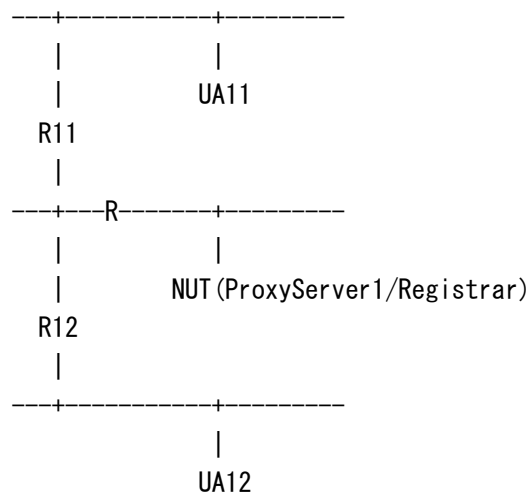 UA11
R11
R
NUT(ProxyServer1/Registrar)
R12
UA12